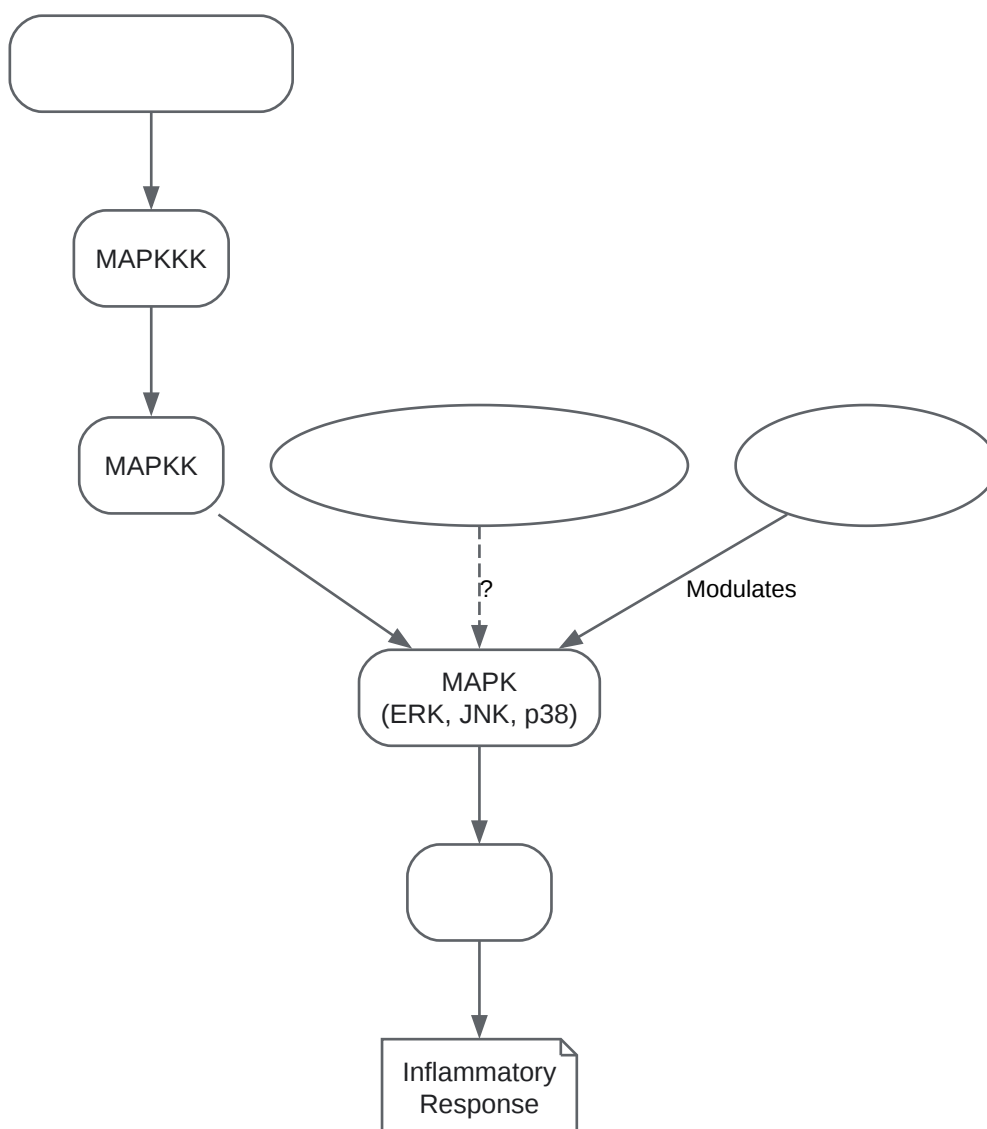 MAPKKK
MAPKK
?
Modulates
MAPK
(ERK, JNK, p38)
Inflammatory
Response